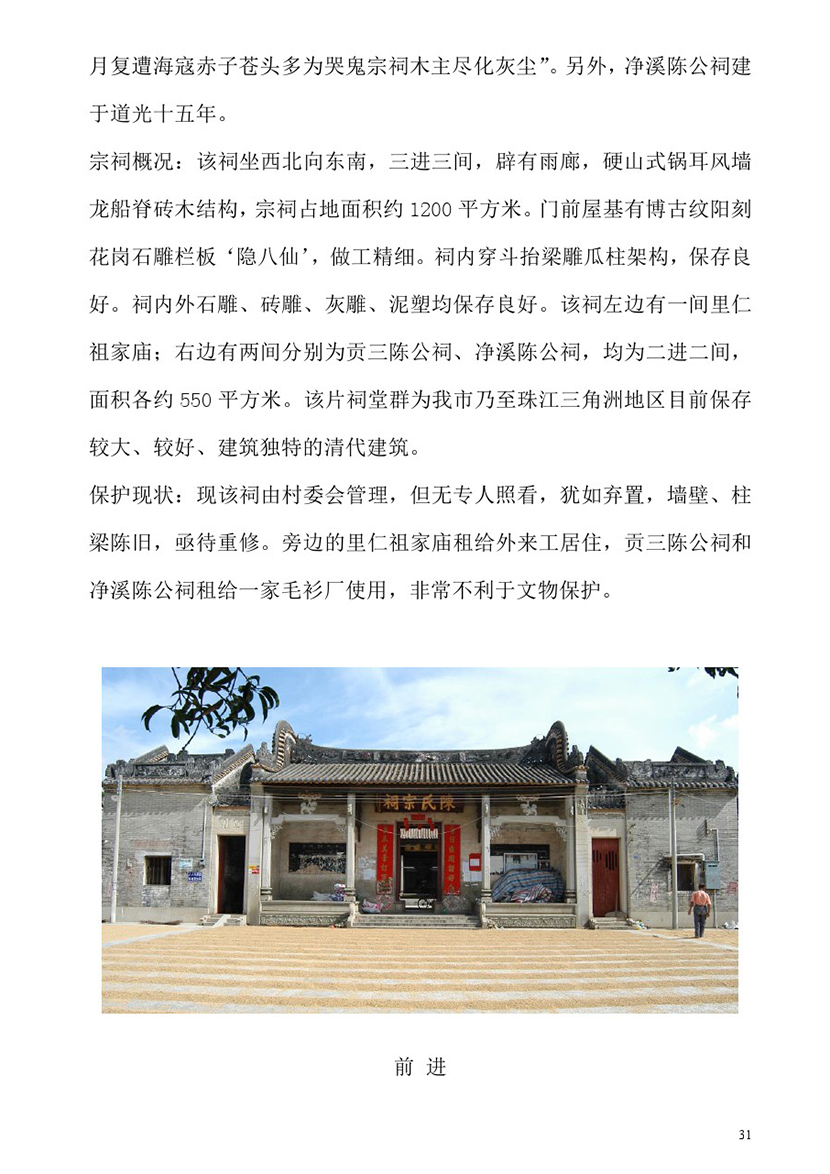 月复遭海寇赤子苍头多为哭鬼宗祠木主尽化灰尘”。另外，净溪陈公祠建
于道光十五年。
宗祠概况：该祠坐西北向东南，三进三间，辟有雨廊，硬山式锅耳风墙
龙船脊砖木结构，宗祠占地面积约1200平方米。门前屋基有博古纹阳刻
花岗石雕栏板‘隐八仙’，做工精细。祠内穿斗抬梁雕瓜柱架构，保存良
好。祠内外石雕、砖雕、灰雕、泥塑均保存良好。该祠左边有一间里仁
祖家庙；右边有两间分别为贡三陈公祠、净溪陈公祠，均为二进二间，
面积各约550平方米。该片祠堂群为我市乃至珠江三角洲地区目前保存
较大、较好、建筑独特的清代建筑。
保护现状：现该祠由村委会管理，但无专人照看，犹如弃置，墙壁、柱
梁陈旧，亟待重修。旁边的里仁祖家庙租给外来工居住，贡三陈公祠和
净溪陈公祠租给一家毛衫厂使用，非常不利于文物保护。
陳氏宗祠
前 进
31